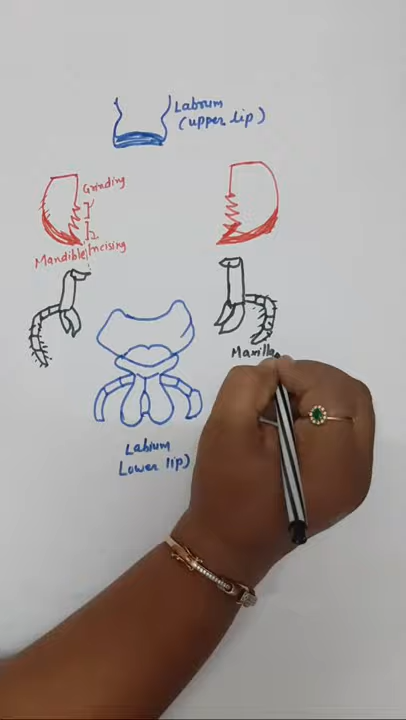 Labrum
(upper lip)
Grinding
Incising
Mandible
Maxilla
Labium
Lower lip)